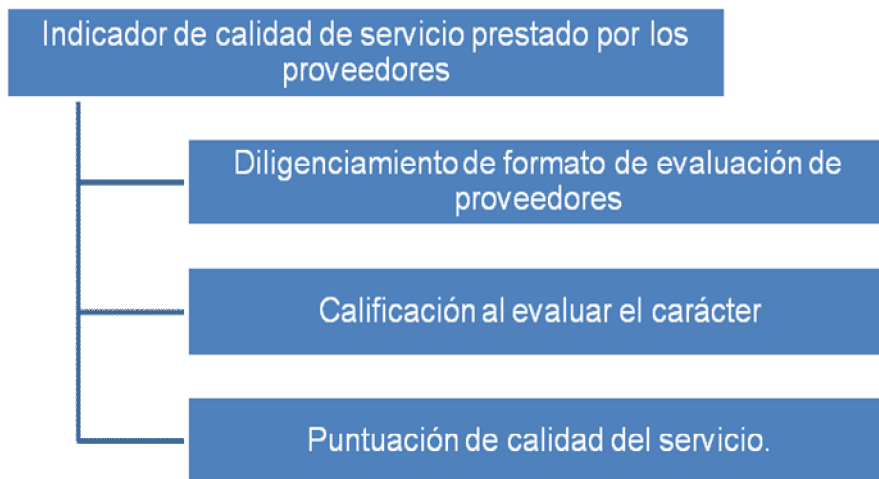 Indicador de calidad de servicio prestado por los
proveedores
Diligenciamiento de formato de evaluación de
proveedores
Calificación al evaluar el carácter
Puntuación de calidad del servicio.